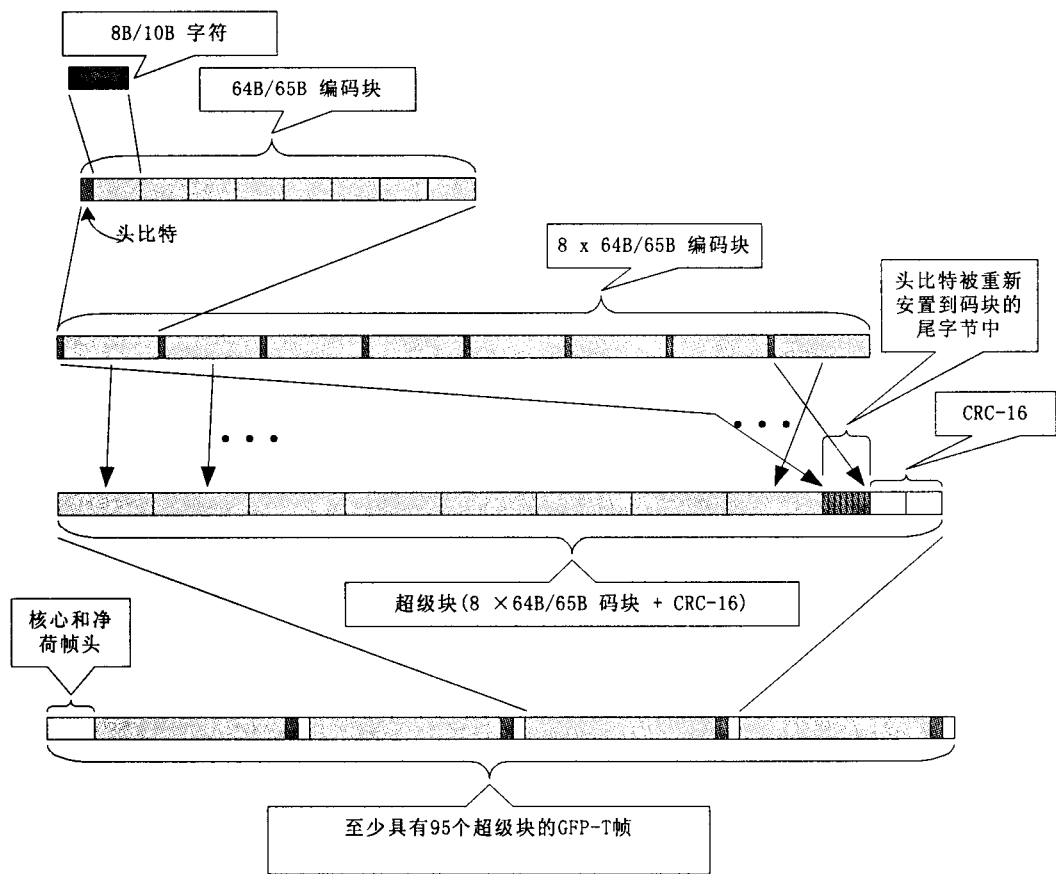 8B/10B 字符
64B/65B 编码块
头比特
8 x 64B/65B 编码块
头比特被重新
安置到码块的
尾字节中
CRC-16
超级块(8 ×64B/65B 码块 + CRC-16)
核心和净
荷帧头
至少具有95个超级块的GFP-T帧